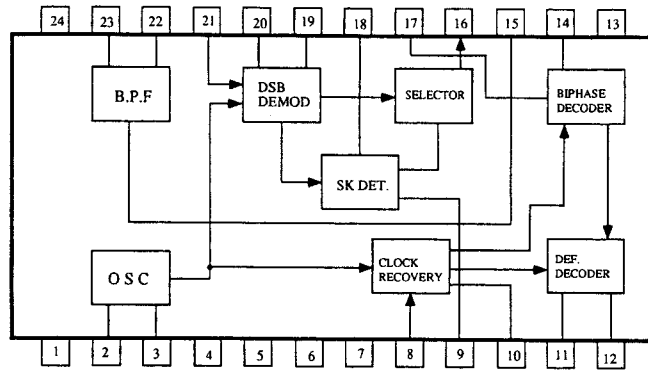 24 23 22 21 20 19 18 17 16 15 14 13
B.P.F
DSB
DEMOD
SELECTOR
BIPHASE
DECODER
SK DET.
O S C
CLOCK
RECOVERY
DEF.
DECODER
1 2 3 4 5 6 7 8 9 10 11 12